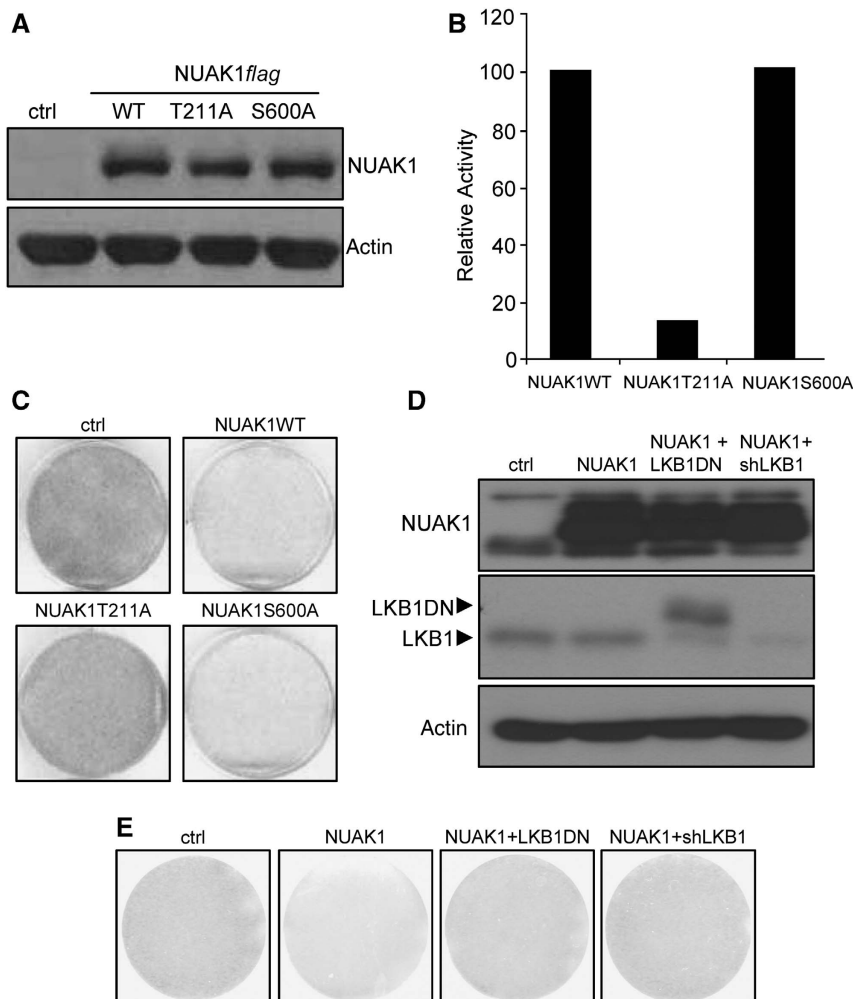 A
NUAK1flag
ctrl WT T211A S600A
NUAK1
Actin
B
Relative Activity
120
100
80
60
40
20
0
NUAK1WT NUAK1T211A NUAK1S600A
C
ctrl NUAK1WT
NUAK1T211A NUAK1S600A
D
ctrl NUAK1 NUAK1 + LKB1DN NUAK1+ shLKB1
NUAK1
LKB1DN
LKB1
Actin
E
ctrl NUAK1 NUAK1+LKB1DN NUAK1+shLKB1